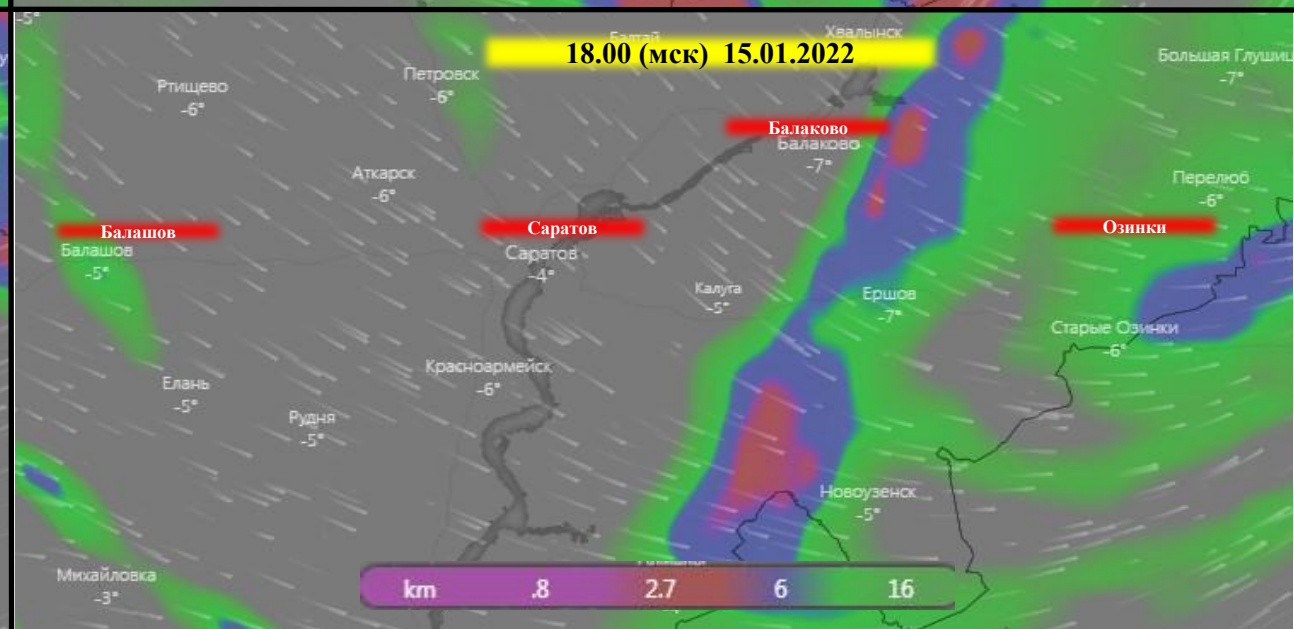 -5°
Балтай
Хвалынск
18.00 (мск) 15.01.2022
Большая Глушиц
-7°
Петровск
-6°
Ртищево
-6°
Балаково
Балаково
-7°
Аткарск
-6°
Перелюб
-6°
Балашов
Саратов
Озинки
Балашов
-5°
Саратов
-4°
Калуга
-5°
Ершов
-7°
Старые Озинки
-6°
Красноармейск
-6°
Елань
-5°
Рудня
-5°
Новоузенск
-5°
Михайловка
-3°
km .8 2.7 6 16